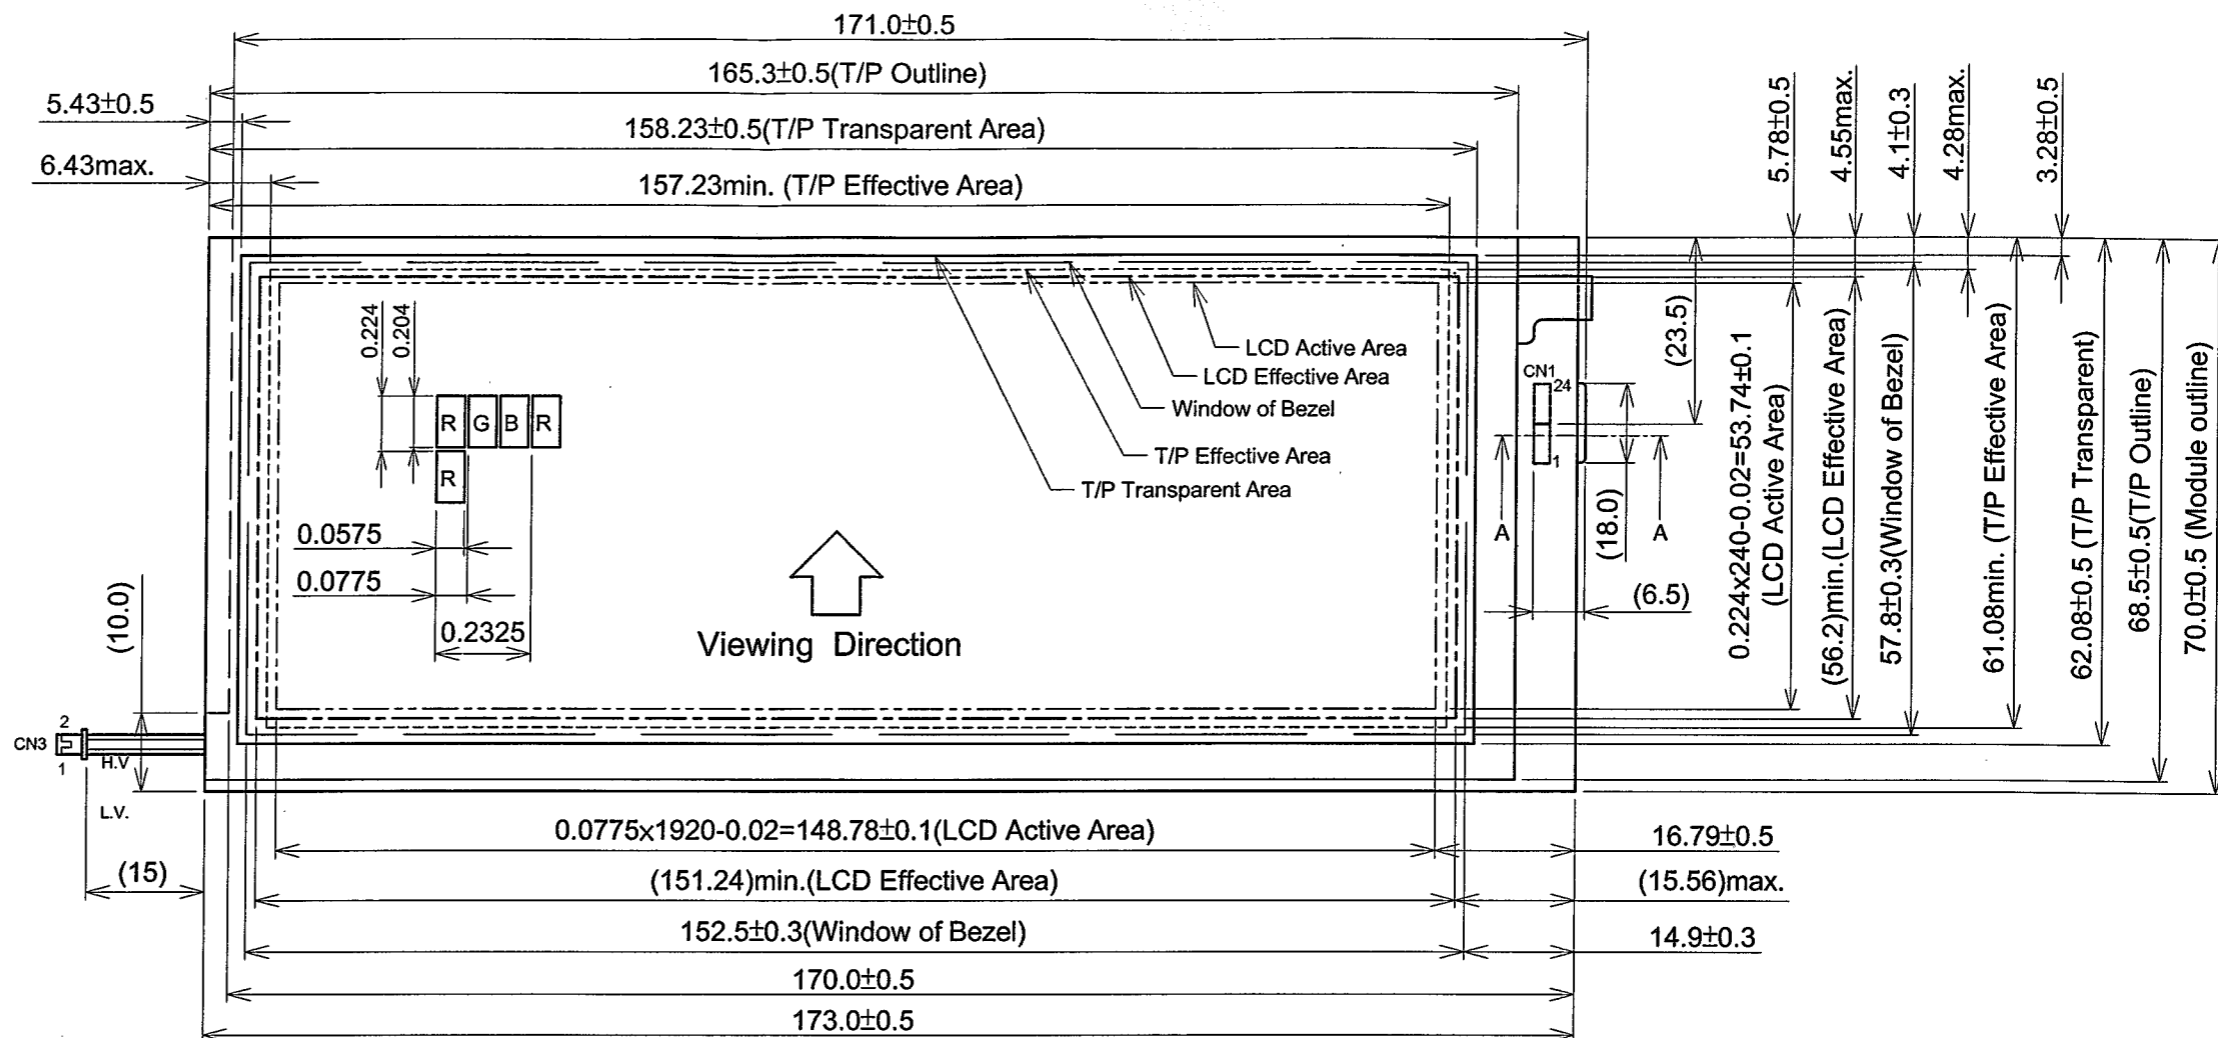 171.0±0.5
165.3±0.5(T/P Outline)
5.43±0.5
158.23±0.5(T/P Transparent Area)
6.43max.
157.23min. (T/P Effective Area)
5.78±0.5
4.55max.
4.1±0.3
4.28max.
3.28±0.5
0.224
0.204
R G B R
R
0.0575
0.0775
0.2325
LCD Active Area
LCD Effective Area
Window of Bezel
T/P Effective Area
T/P Transparent Area
Viewing Direction
CN1
24
1
A
A
(23.5)
(18.0)
(6.5)
0.224x240-0.02=53.74±0.1
(LCD Active Area)
(56.2)min.(LCD Effective Area)
57.8±0.3(Window of Bezel)
61.08min. (T/P Effective Area)
62.08±0.5 (T/P Transparent)
68.5±0.5(T/P Outline)
70.0±0.5 (Module outline)
(10.0)
CN3
2
1
H.V
L.V.
(15)
0.0775x1920-0.02=148.78±0.1(LCD Active Area)
16.79±0.5
(151.24)min.(LCD Effective Area)
(15.56)max.
152.5±0.3(Window of Bezel)
14.9±0.3
170.0±0.5
173.0±0.5